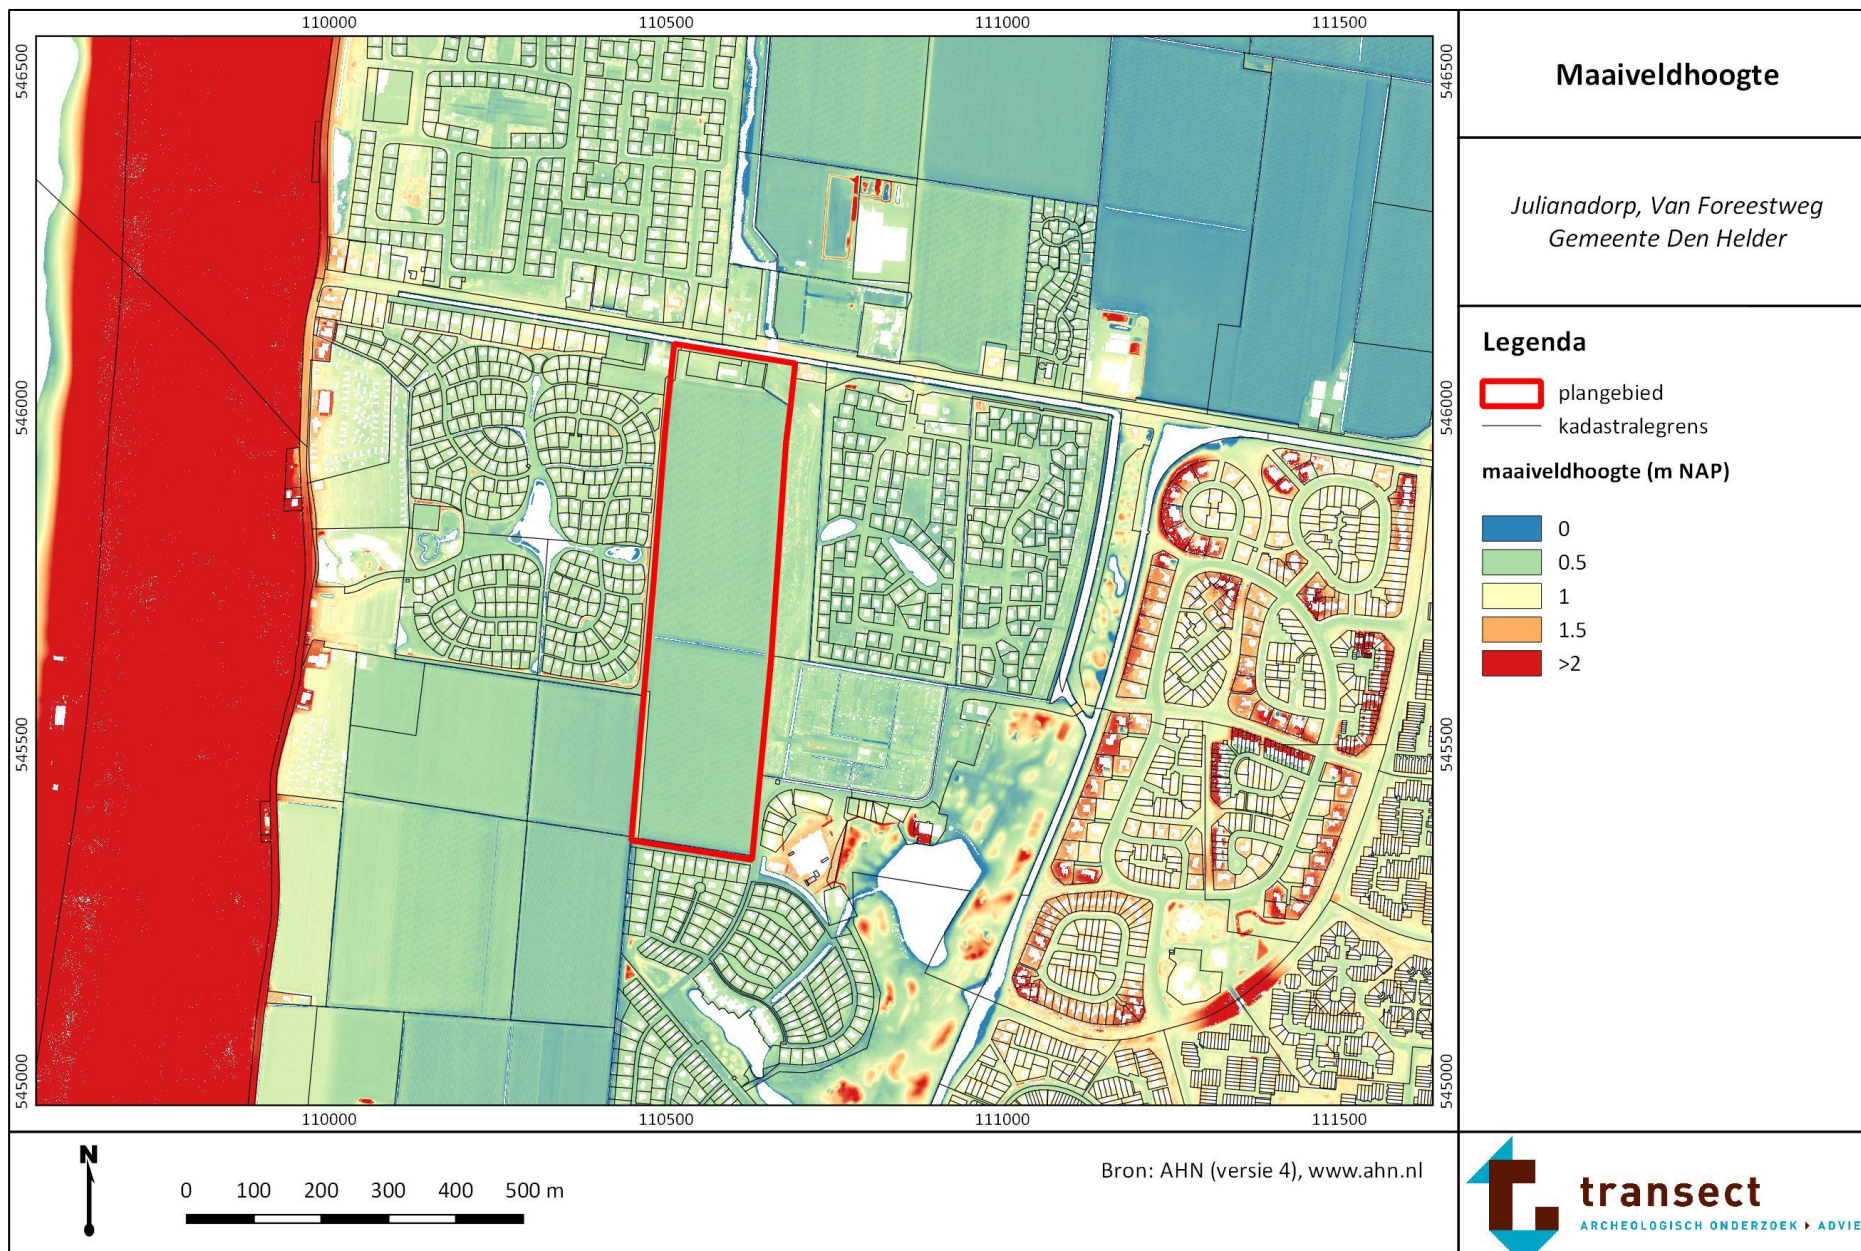 110000 110500 111000 111500
546500 546500
546000 546000
545500 545500
545000 545000
110000 110500 111000 111500
Maaiveldhoogte
Julianadorp, Van Foreestweg
Gemeente Den Helder
Legenda
plangebied
kadastralegrens
maaiveldhoogte (m NAP)
0
0.5
1
1.5
>2
N
0 100 200 300 400 500 m
Bron: AHN (versie 4), www.ahn.nl
transect
ARCHEOLOGISCH ONDERZOEK ADVIE